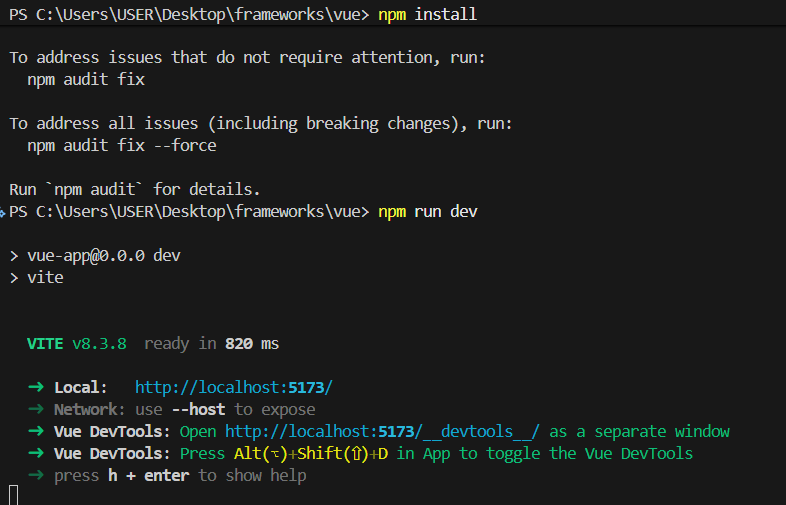 PS C:\Users\USER\Desktop\frameworks\vue> npm install
To address issues that do not require attention, run:
  npm audit fix
To address all issues (including breaking changes), run:
  npm audit fix --force
Run `npm audit` for details.
PS C:\Users\USER\Desktop\frameworks\vue> npm run dev
> vue-app@0.0.0 dev
> vite
VITE v8.3.8  ready in 820 ms
➜ Local:   http://localhost:5173/
➜ Network: use --host to expose
➜ Vue DevTools: Open http://localhost:5173/__devtools__/ as a separate window
➜ Vue DevTools: Press Alt(⌥)+Shift(⇧)+D in App to toggle the Vue DevTools
➜ press h + enter to show help